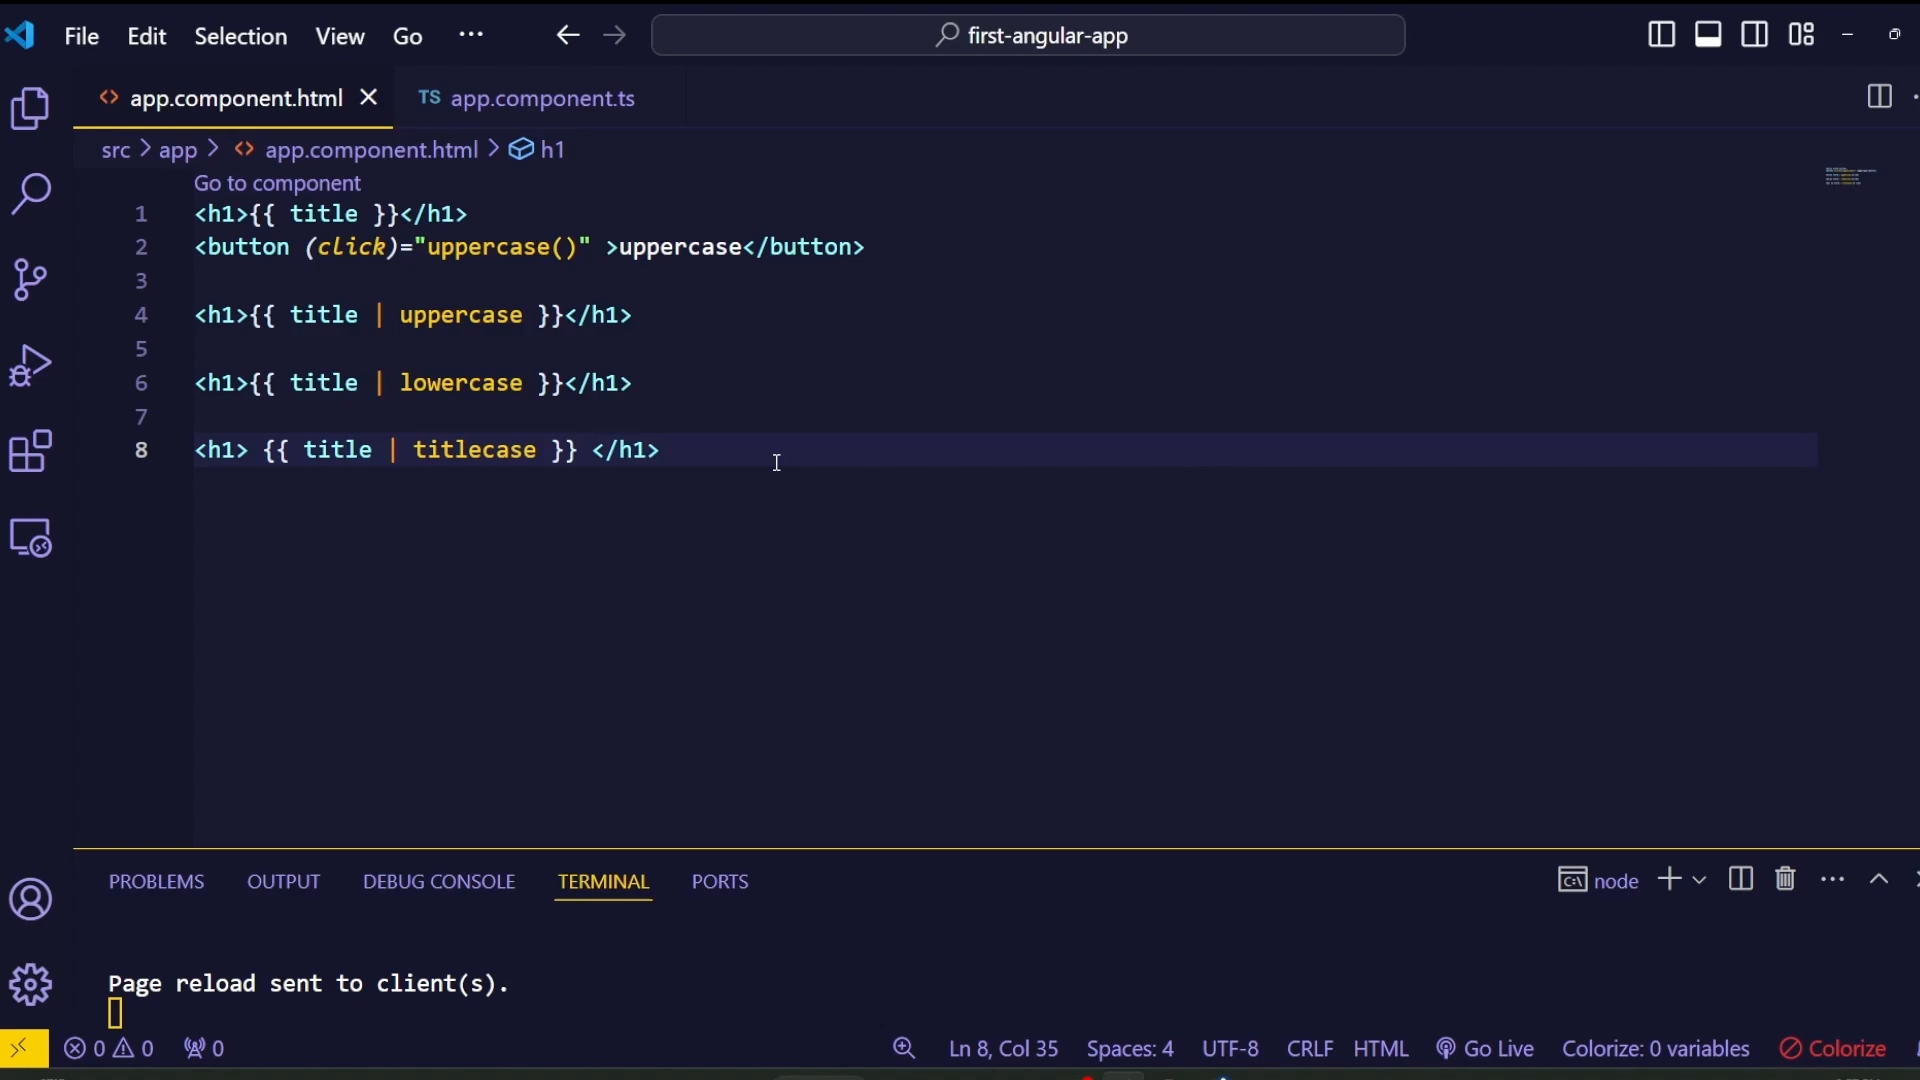 File Edit Selection View Go ··· first-angular-app
app.component.html TS app.component.ts
src > app > app.component.html > h1
Go to component
1 <h1>{{ title }}</h1>
2 <button (click)="uppercase()" >uppercase</button>
3
4 <h1>{{ title | uppercase }}</h1>
5
6 <h1>{{ title | lowercase }}</h1>
7
8 <h1> {{ title | titlecase }} </h1>
PROBLEMS OUTPUT DEBUG CONSOLE TERMINAL PORTS node
Page reload sent to client(s).
0 0 0 Ln 8, Col 35 Spaces: 4 UTF-8 CRLF HTML Go Live Colorize: 0 variables Colorize